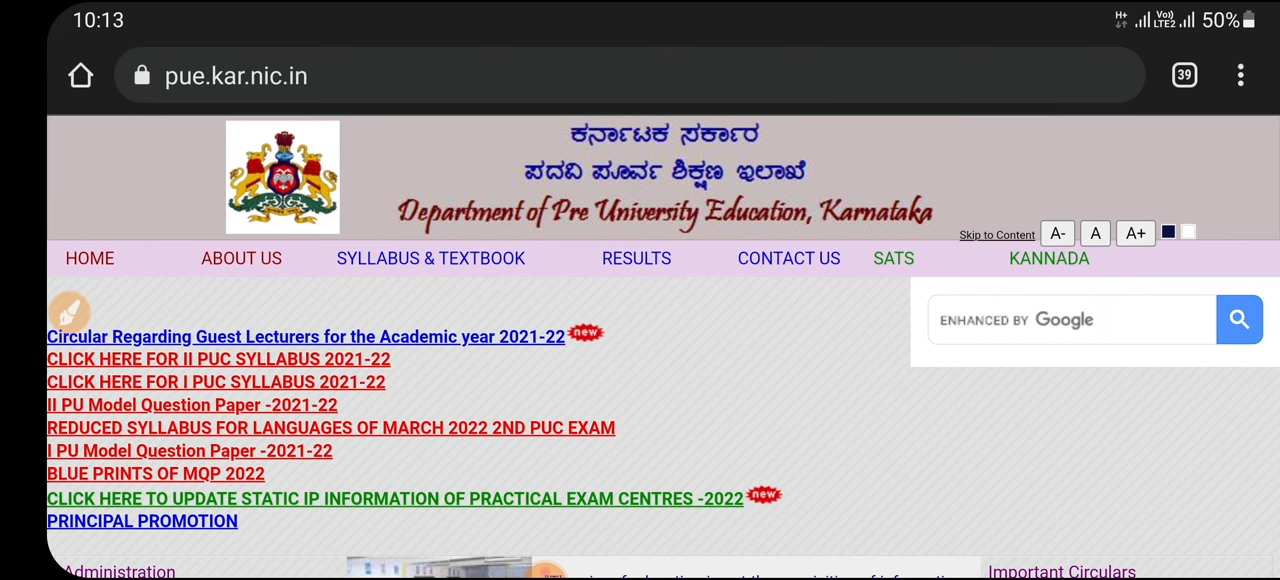 10:13
H+ Vo)) LTE2 50%
pue.kar.nic.in
39
ಕರ್ನಾಟಕ ಸರ್ಕಾರ
ಪದವಿ ಪೂರ್ವ ಶಿಕ್ಷಣ ಇಲಾಖೆ
Department of Pre University Education, Karnataka
Skip to Content A- A A+
HOME ABOUT US SYLLABUS & TEXTBOOK RESULTS CONTACT US SATS KANNADA
ENHANCED BY Google
Circular Regarding Guest Lecturers for the Academic year 2021-22 new
CLICK HERE FOR II PUC SYLLABUS 2021-22
CLICK HERE FOR I PUC SYLLABUS 2021-22
II PU Model Question Paper -2021-22
REDUCED SYLLABUS FOR LANGUAGES OF MARCH 2022 2ND PUC EXAM
I PU Model Question Paper -2021-22
BLUE PRINTS OF MQP 2022
CLICK HERE TO UPDATE STATIC IP INFORMATION OF PRACTICAL EXAM CENTRES -2022 new
PRINCIPAL PROMOTION
Administration
Important Circulars